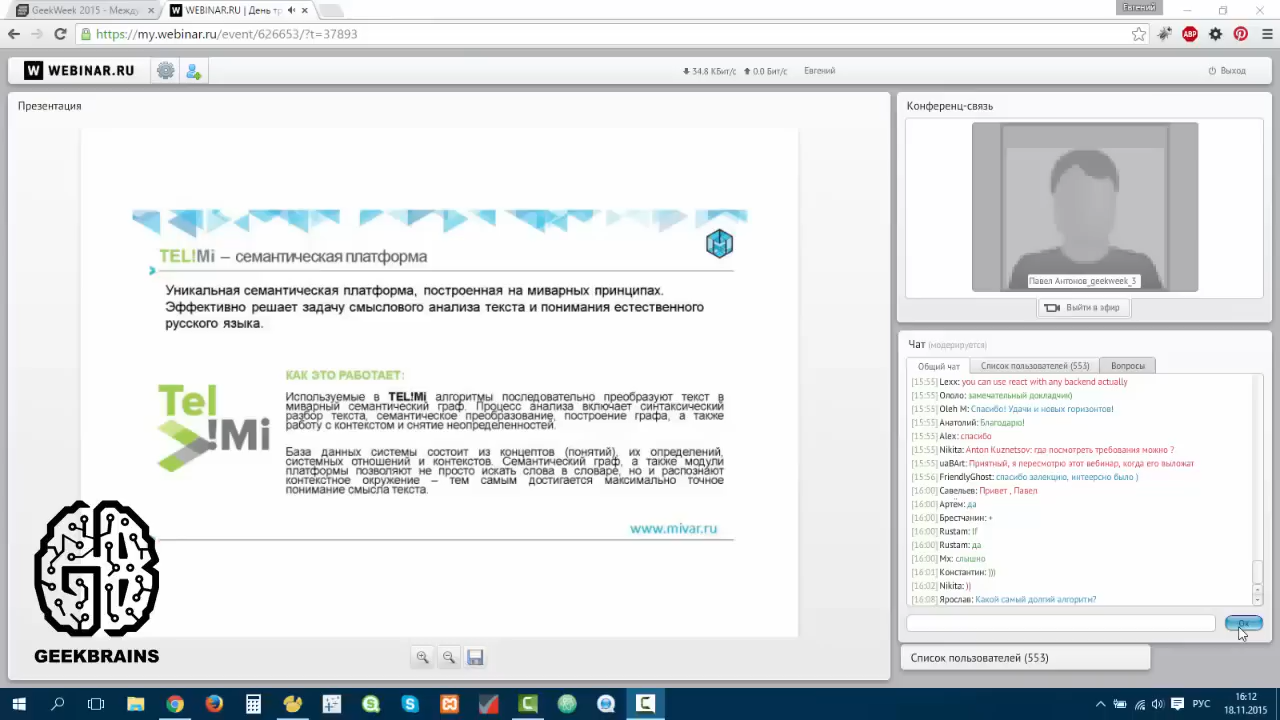 GeekWeek 2015 - Межд
WEBINAR.RU | День тр
Евгений
https://my.webinar.ru/event/626653/?t=37893
ABP
W WEBINAR.RU
34.8 КБит/с 0.0 Бит/с Евгений
Выход
Презентация
TEL!Mi – семантическая платформа
Уникальная семантическая платформа, построенная на миварных принципах.
Эффективно решает задачу смыслового анализа текста и понимания естественного
русского языка.
КАК ЭТО РАБОТАЕТ:
Используемые в TEL!Mi алгоритмы последовательно преобразуют текст в
миварный семантический граф. Процесс анализа включает синтаксический
разбор текста, семантическое преобразование, построение графа, а также
работу с контекстом и снятие неопределенностей.
Tel
!Mi
База данных системы состоит из концептов (понятий), их определений,
системных отношений и контекстов. Семантический граф, а также модули
платформы позволяют не просто искать слова в словаре, но и распознают
контекстное окружение – тем самым достигается максимально точное
понимание смысла текста.
www.mivar.ru
GEEKBRAINS
Конференц-связь
Павел Антонов_geekweek_3
Выйти в эфир
Чат (модерируется)
Общий чат Список пользователей (553) Вопросы
[15:55] Lexx: you can use react with any backend actually
[15:55] Ололо: замечательный докладчик)
[15:55] Oleh M: Спасибо! Удачи и новых горизонтов!
[15:55] Анатолий: Благодарю!
[15:55] Alex: спасибо
[15:55] Nikita: Anton Kuznetsov: где посмотреть требования можно ?
[15:55] uaBArt: Приятный, я пересмотрю этот вебинар, когда его выложат
[15:56] FriendlyGhost: спасибо залекцию, интеерсно было )
[16:00] Савельев: Привет , Павел
[16:00] Артём: да
[16:00] Брестчанин: +
[16:00] Rustam: lf
[16:00] Rustam: да
[16:00] Mx: слышно
[16:01] Константин: )))
[16:02] Nikita: ))
[16:08] Ярослав: Какой самый долгий алгоритм?
Ок
Список пользователей (553)
РУС
16:12
18.11.2015